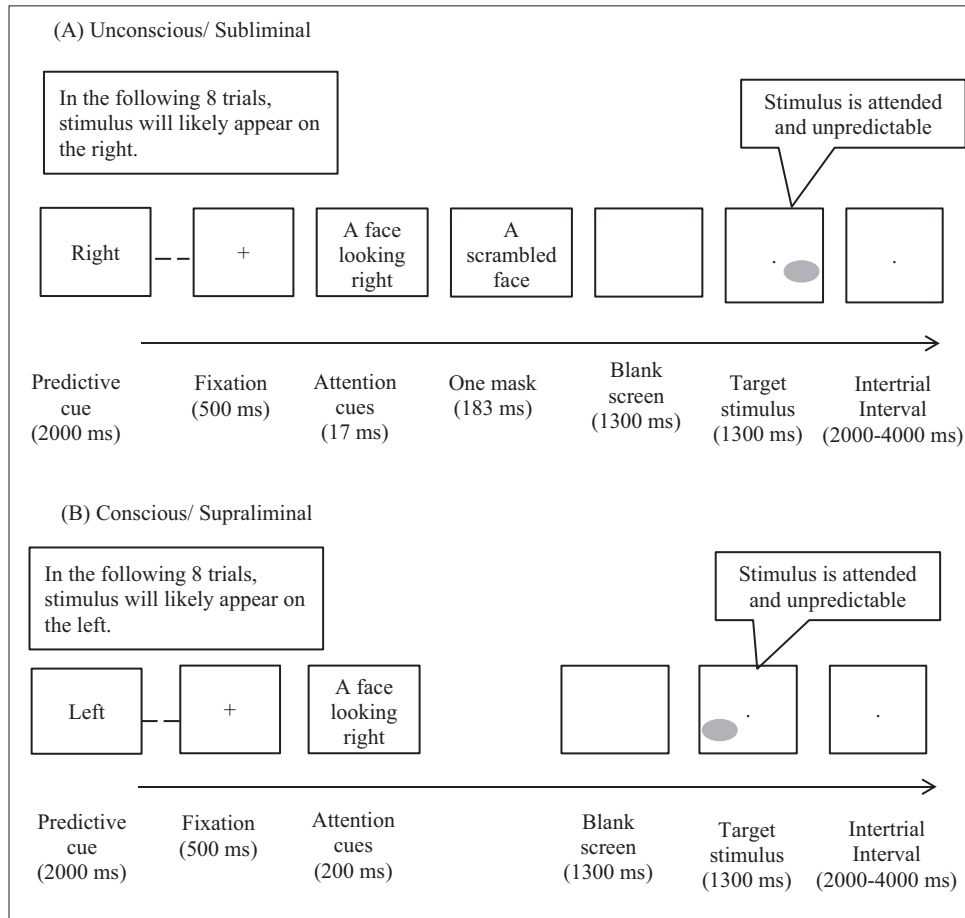 (A) Unconscious/ Subliminal
In the following 8 trials,
stimulus will likely appear on
the right.
Stimulus is attended
and unpredictable
Right
+
A face
looking
right
A
scrambled
face
.
.
Predictive
cue
(2000 ms)
Fixation
(500 ms)
Attention
cues
(17 ms)
One mask
(183 ms)
Blank
screen
(1300 ms)
Target
stimulus
(1300 ms)
Intertrial
Interval
(2000-4000 ms)
(B) Conscious/ Supraliminal
In the following 8 trials,
stimulus will likely appear on
the left.
Stimulus is attended
and unpredictable
Left
+
A face
looking
right
.
.
Predictive
cue
(2000 ms)
Fixation
(500 ms)
Attention
cues
(200 ms)
Blank
screen
(1300 ms)
Target
stimulus
(1300 ms)
Intertrial
Interval
(2000-4000 ms)